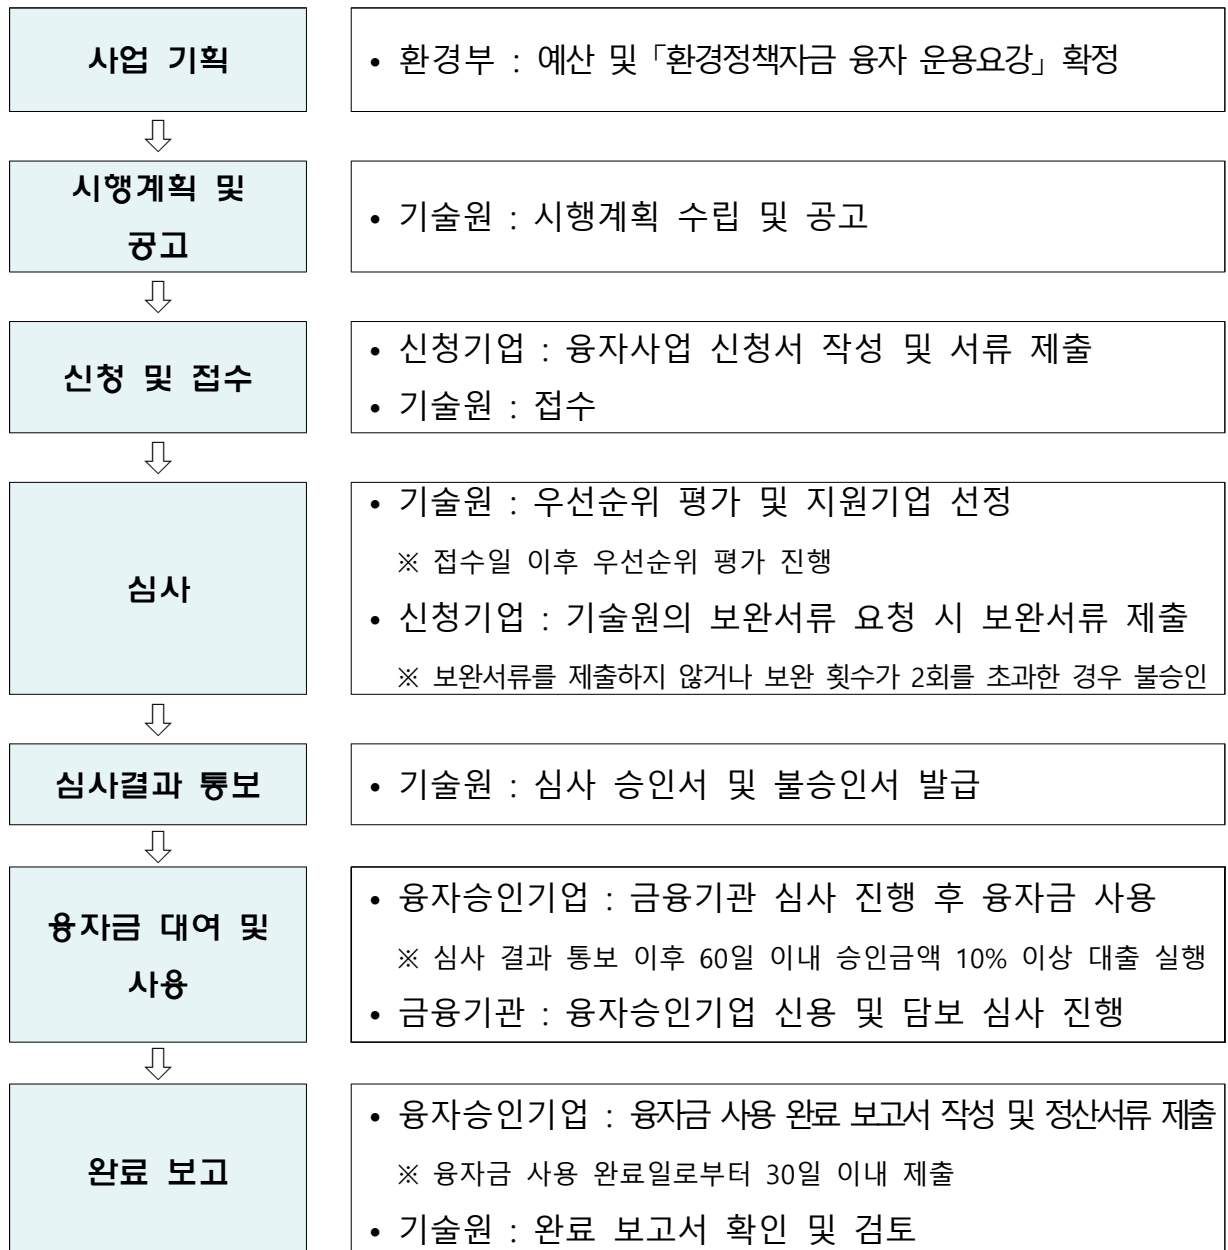 사업 기획
• 환경부 : 예산 및 「환경정책자금 융자 운용요강」 확정
시행계획 및
공고
• 기술원 : 시행계획 수립 및 공고
신청 및 접수
• 신청기업 : 융자사업 신청서 작성 및 서류 제출
• 기술원 : 접수
심사
• 기술원 : 우선순위 평가 및 지원기업 선정
※ 접수일 이후 우선순위 평가 진행
• 신청기업 : 기술원의 보완서류 요청 시 보완서류 제출
※ 보완서류를 제출하지 않거나 보완 횟수가 2회를 초과한 경우 불승인
심사결과 통보
• 기술원 : 심사 승인서 및 불승인서 발급
융자금 대여 및
사용
• 융자승인기업 : 금융기관 심사 진행 후 융자금 사용
※ 심사 결과 통보 이후 60일 이내 승인금액 10% 이상 대출 실행
• 금융기관 : 융자승인기업 신용 및 담보 심사 진행
완료 보고
• 융자승인기업 : 융자금 사용 완료 보고서 작성 및 정산서류 제출
※ 융자금 사용 완료일로부터 30일 이내 제출
• 기술원 : 완료 보고서 확인 및 검토